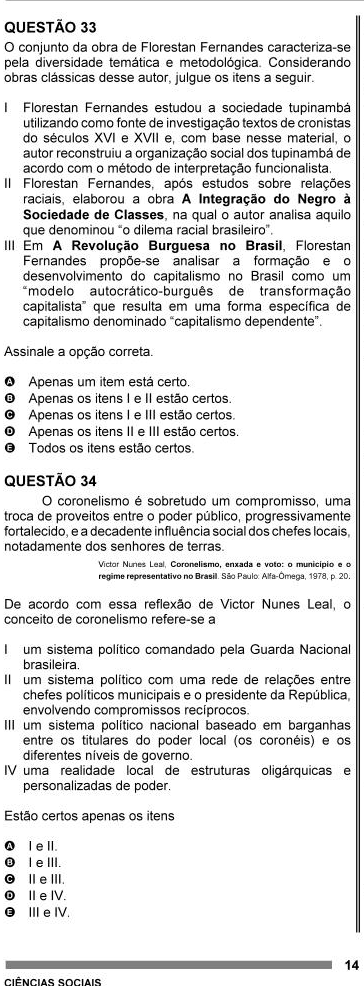 QUESTÃO 33
O conjunto da obra de Florestan Fernandes caracteriza-se
pela diversidade temática e metodológica. Considerando
obras clássicas desse autor, julgue os itens a seguir.
I Florestan Fernandes estudou a sociedade tupinambá
utilizando como fonte de investigação textos de cronistas
do séculos XVI e XVII e, com base nesse material, o
autor reconstruiu a organização social dos tupinambá de
acordo com o método de interpretação funcionalista.
II Florestan Fernandes, após estudos sobre relações
raciais, elaborou a obra A Integração do Negro à
Sociedade de Classes, na qual o autor analisa aquilo
que denominou "o dilema racial brasileiro".
III Em A Revolução Burguesa no Brasil, Florestan
Fernandes propõe-se analisar a formação e o
desenvolvimento do capitalismo no Brasil como um
"modelo autocrático-burguês de transformação
capitalista" que resulta em uma forma específica de
capitalismo denominado "capitalismo dependente".
Assinale a opção correta.
A Apenas um item está certo.
B Apenas os itens I e II estão certos.
C Apenas os itens I e III estão certos.
D Apenas os itens II e III estão certos.
E Todos os itens estão certos.
QUESTÃO 34
O coronelismo é sobretudo um compromisso, uma
troca de proveitos entre o poder público, progressivamente
fortalecido, e a decadente influência social dos chefes locais,
notadamente dos senhores de terras.
Victor Nunes Leal, Coronelismo, enxada e voto: o município e o
regime representativo no Brasil. São Paulo: Alfa-Ômega, 1978, p. 20.
De acordo com essa reflexão de Victor Nunes Leal, o
conceito de coronelismo refere-se a
I um sistema político comandado pela Guarda Nacional
brasileira.
II um sistema político com uma rede de relações entre
chefes políticos municipais e o presidente da República,
envolvendo compromissos recíprocos.
III um sistema político nacional baseado em barganhas
entre os titulares do poder local (os coronéis) e os
diferentes níveis de governo.
IV uma realidade local de estruturas oligárquicas e
personalizadas de poder.
Estão certos apenas os itens
A I e II.
B I e III.
C II e III.
D II e IV.
E III e IV.
14
CIÊNCIAS SOCIAIS